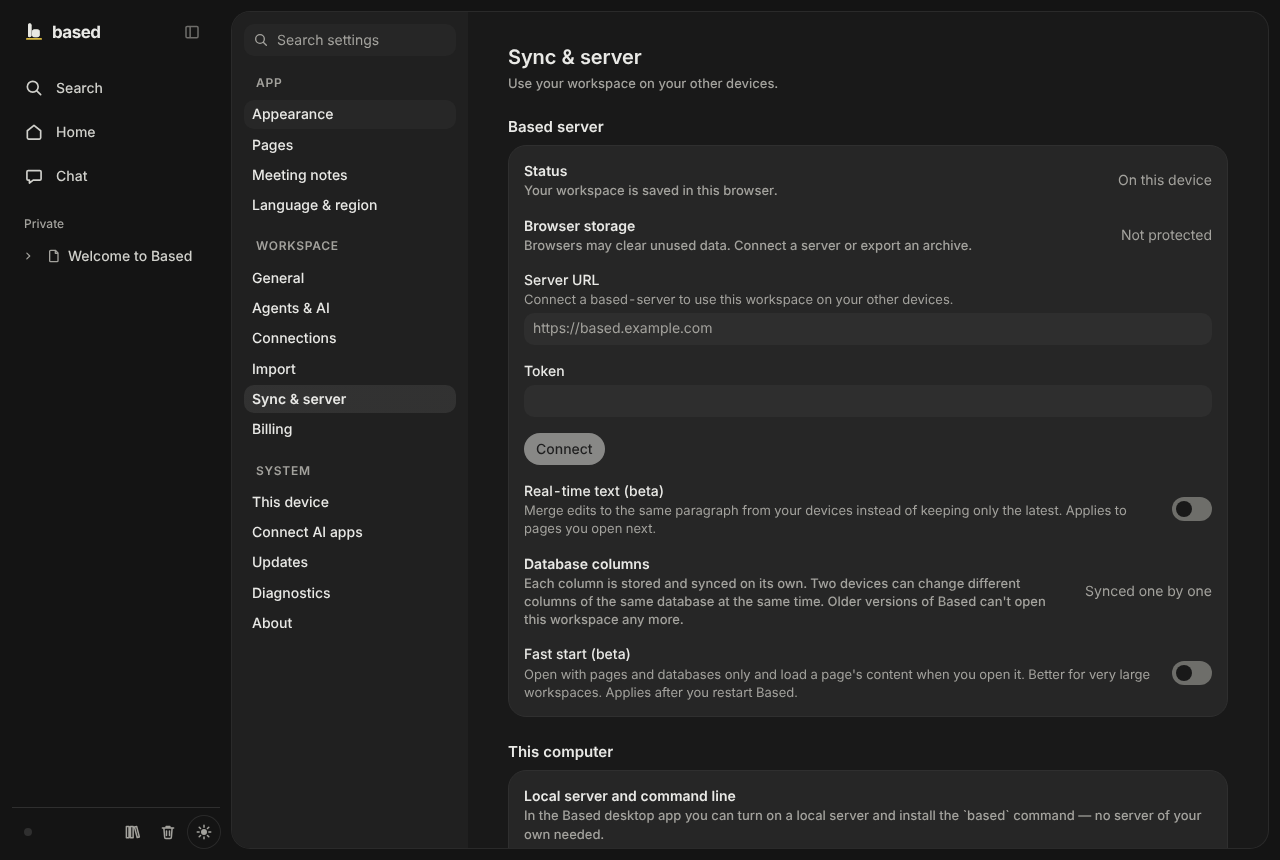 based
Search
Home
Chat
Private
Welcome to Based
Search settings
APP
Appearance
Pages
Meeting notes
Language & region
WORKSPACE
General
Agents & AI
Connections
Import
Sync & server
Billing
SYSTEM
This device
Connect AI apps
Updates
Diagnostics
About
Sync & server
Use your workspace on your other devices.
Based server
Status
Your workspace is saved in this browser.
On this device
Browser storage
Browsers may clear unused data. Connect a server or export an archive.
Not protected
Server URL
Connect a based-server to use this workspace on your other devices.
https://based.example.com
Token
Connect
Real-time text (beta)
Merge edits to the same paragraph from your devices instead of keeping only the latest. Applies to
pages you open next.
Database columns
Each column is stored and synced on its own. Two devices can change different
columns of the same database at the same time. Older versions of Based can't open
this workspace any more.
Synced one by one
Fast start (beta)
Open with pages and databases only and load a page's content when you open it. Better for very large
workspaces. Applies after you restart Based.
This computer
Local server and command line
In the Based desktop app you can turn on a local server and install the `based` command — no server of your
own needed.